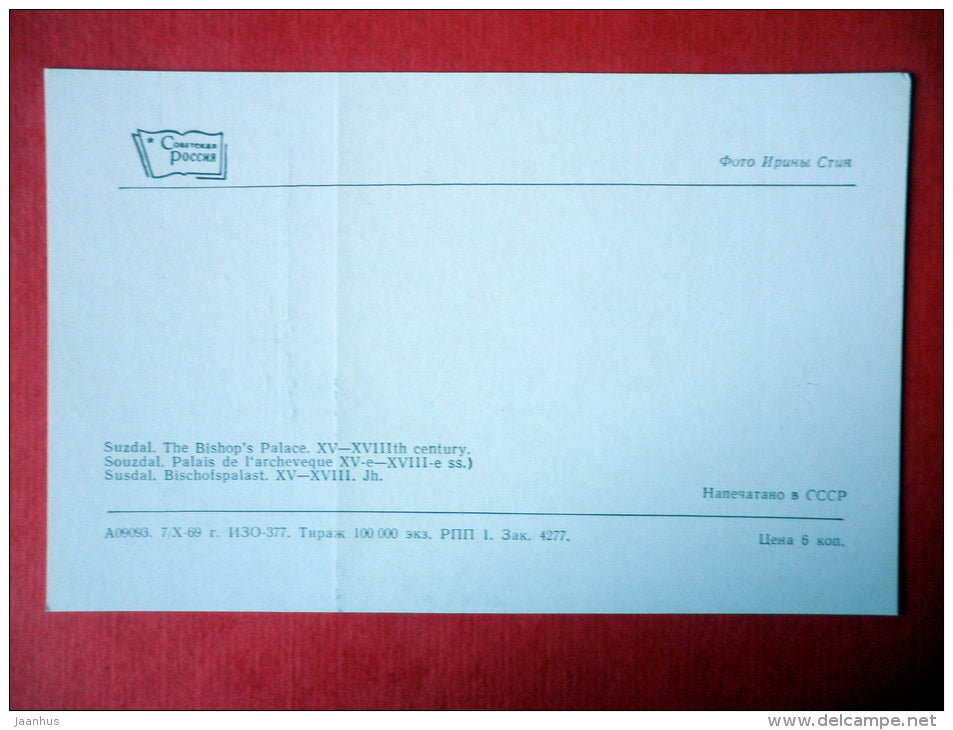 Советская
Россия
Фото Ирины Стин
Suzdal. The Bishop's Palace. XV—XVIIIth century.
Souzdal. Palais de l'archeveque XV-e—XVIII-e ss.)
Susdal. Bischofspalast. XV—XVIII. Jh.
Напечатано в СССР
А09093. 7/X-69 г. ИЗО-377. Тираж 100 000 экз. РПП 1. Зак. 4277.
Цена 6 коп.
jaanhus
www.delcampe.net